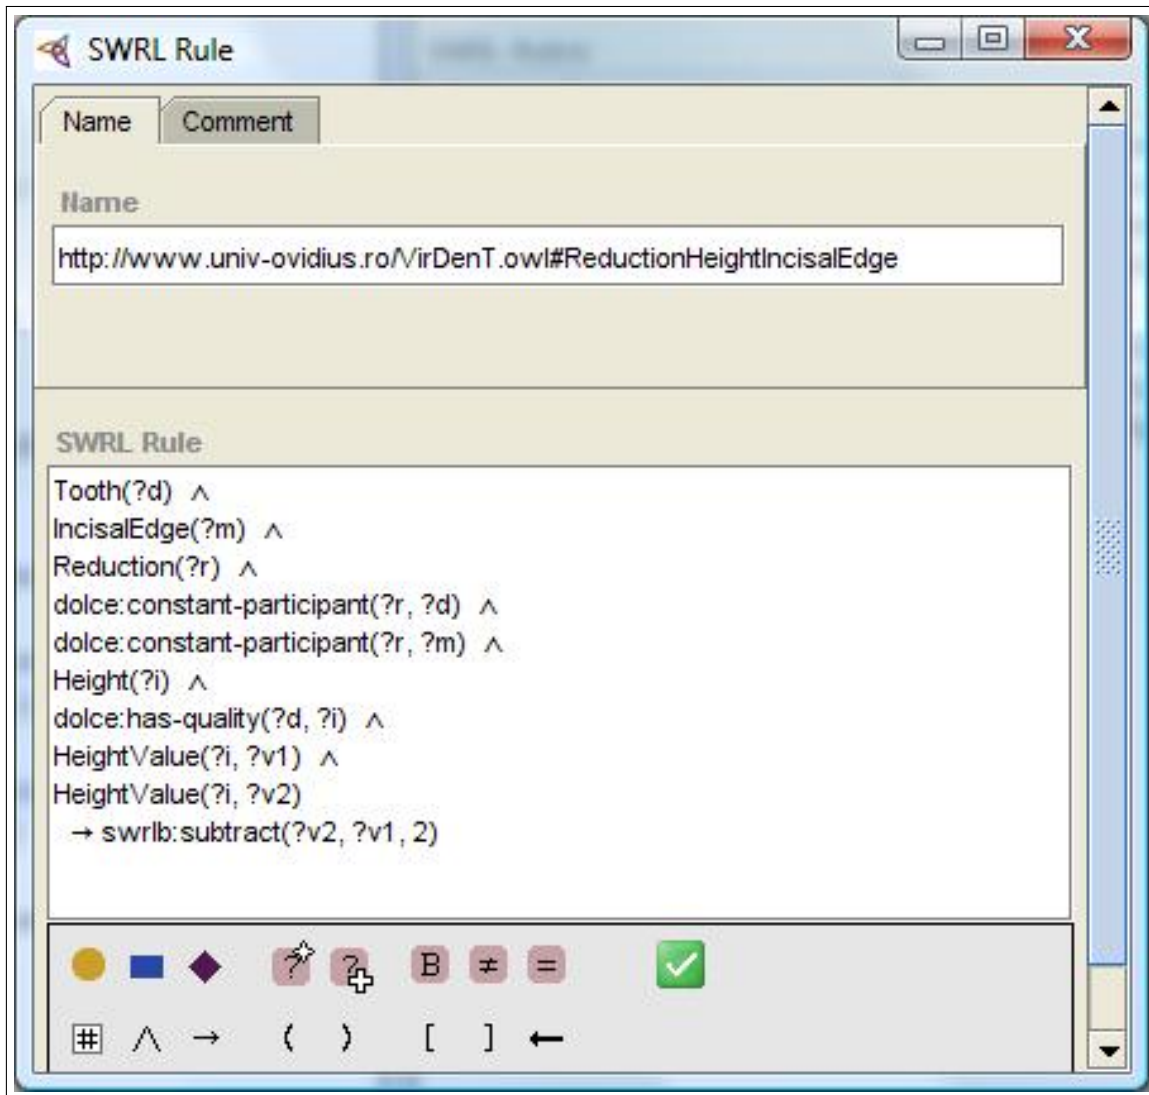 SWRL Rule
Name Comment
Name
http://www.univ-ovidius.ro/VirDenT.owl#ReductionHeightIncisalEdge
SWRL Rule
Tooth(?d) ∧
IncisalEdge(?m) ∧
Reduction(?r) ∧
dolce:constant-participant(?r, ?d) ∧
dolce:constant-participant(?r, ?m) ∧
Height(?i) ∧
dolce:has-quality(?d, ?i) ∧
HeightValue(?i, ?v1) ∧
HeightValue(?i, ?v2)
→ swrlb:subtract(?v2, ?v1, 2)
? ? B ≠ =
# ∧ → ( ) [ ] ←